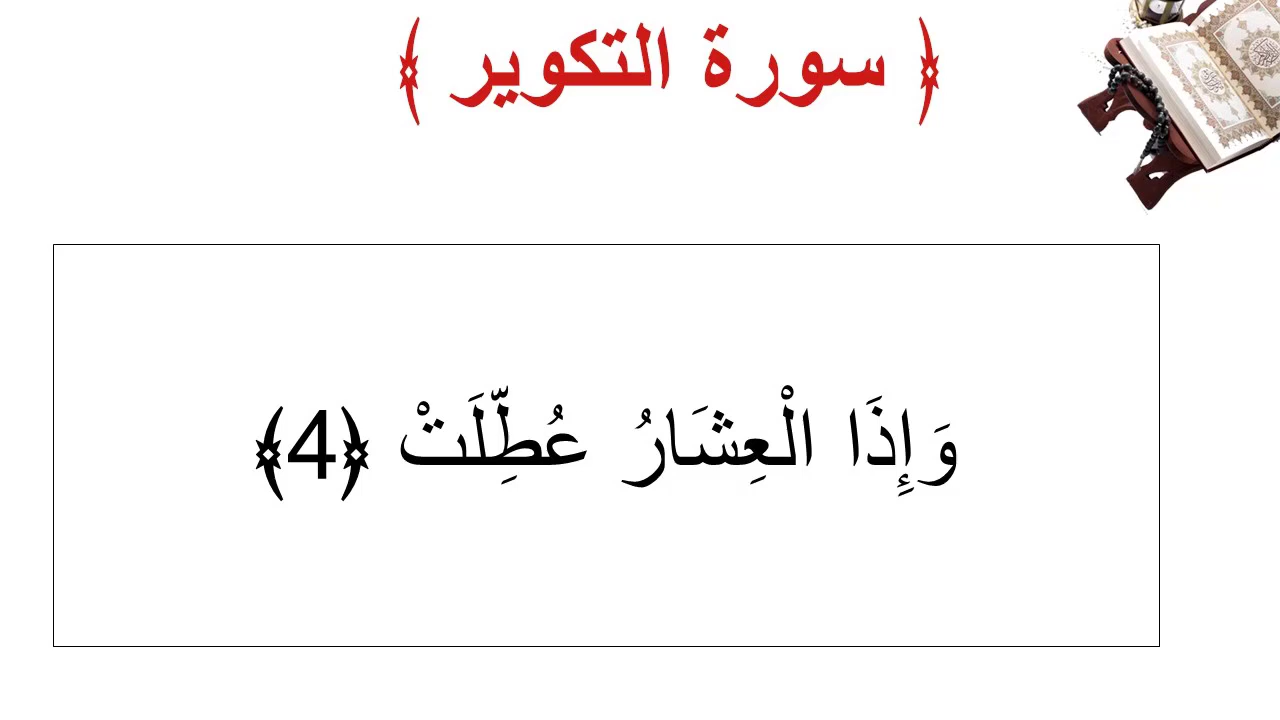 ﴿ سورة التكوير ﴾
وَإِذَا الْعِشَارُ عُطِّلَتْ ﴿4﴾